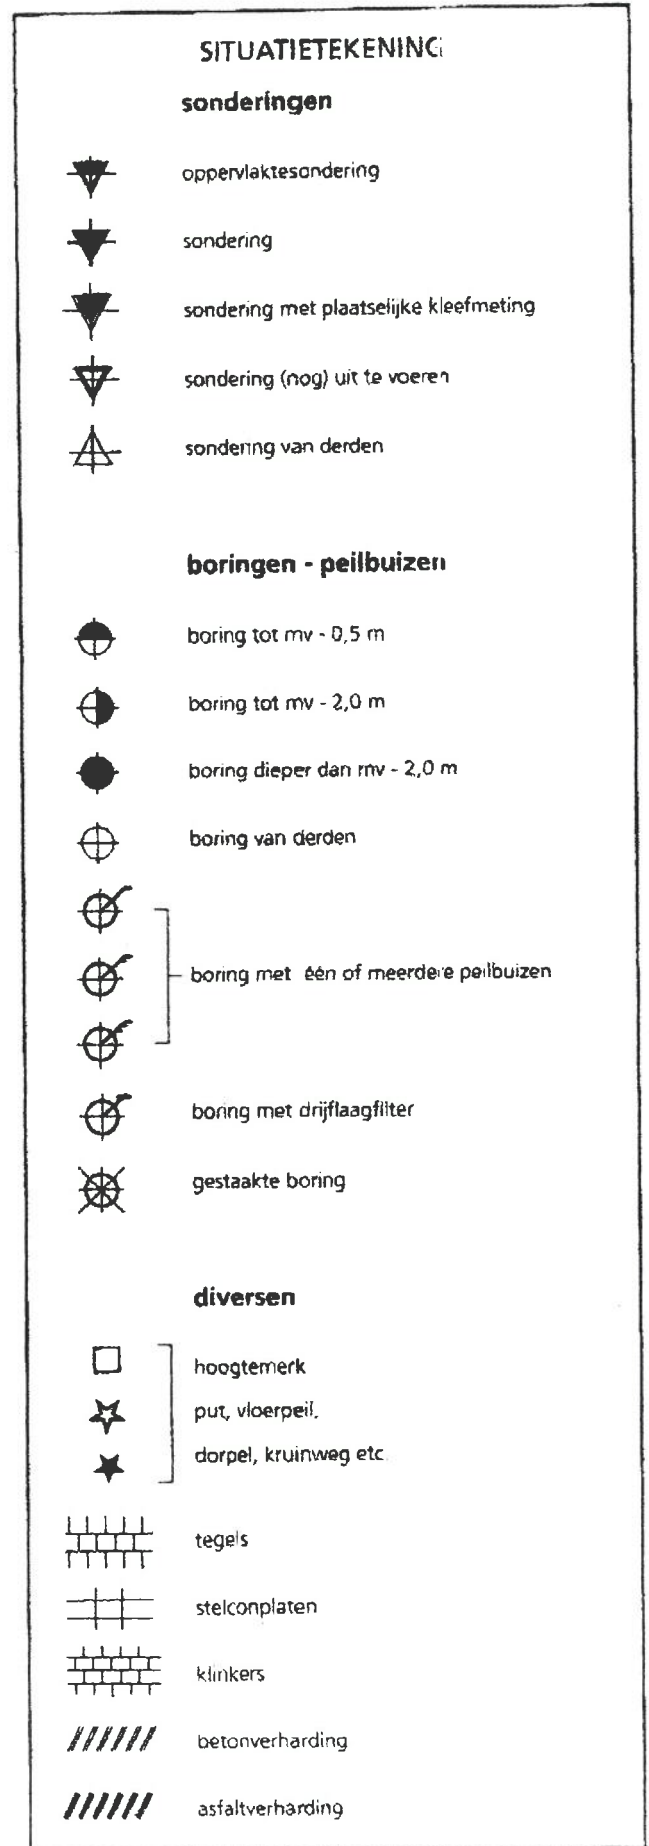 SITUATIETEKENING
sonderingen
oppervlaktesondering
sondering
sondering met plaatselijke kleefmeting
sondering (nog) uit te voeren
sondering van derden
boringen - peilbuizen
boring tot mv - 0,5 m
boring tot mv - 2,0 m
boring dieper dan mv - 2,0 m
boring van derden
boring met één of meerdere peilbuizen
boring met drijflaagfilter
gestaakte boring
diversen
hoogtemerk
put, vloerpeil,
dorpel, kruinweg etc.
tegels
stelconplaten
klinkers
betonverharding
asfaltverharding